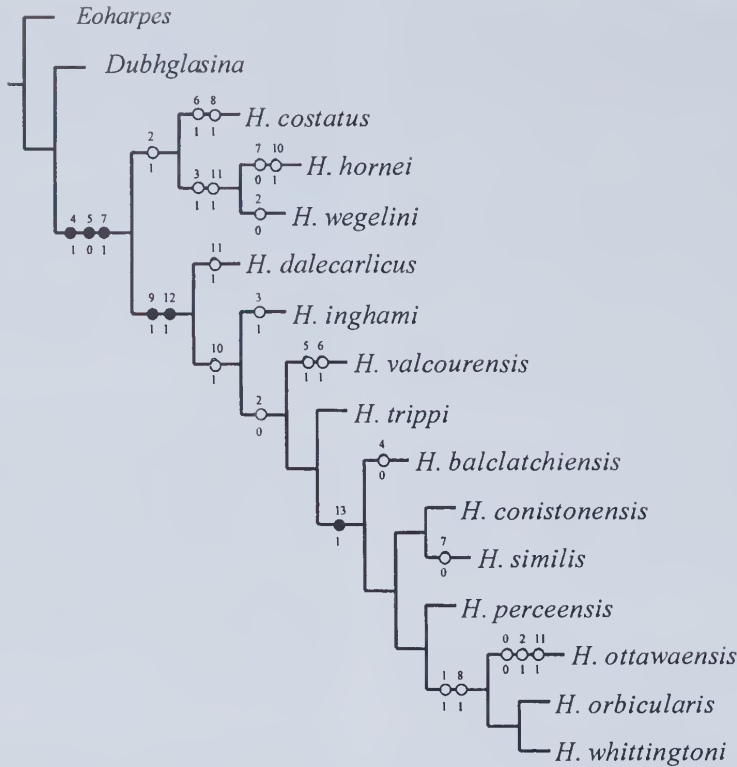 Eoharpes
Dubhglasina
6 8
1 1
H. costatus
2
1
7 10
0 1
H. hornei
3 11
1 1
2
0
H. wegelini
4 5 7
1 0 1
11
1
H. dalecarlicus
9 12
1 1
3
1
H. inghami
10
1
5 6
1 1
H. valcourensis
2
0
H. trippi
4
0
H. balclatchiensis
13
1
H. conistonensis
7
0
H. similis
H. perceensis
0 2 11
0 1 1
H. ottawaensis
1 8
1 1
H. orbicularis
H. whittingtoni